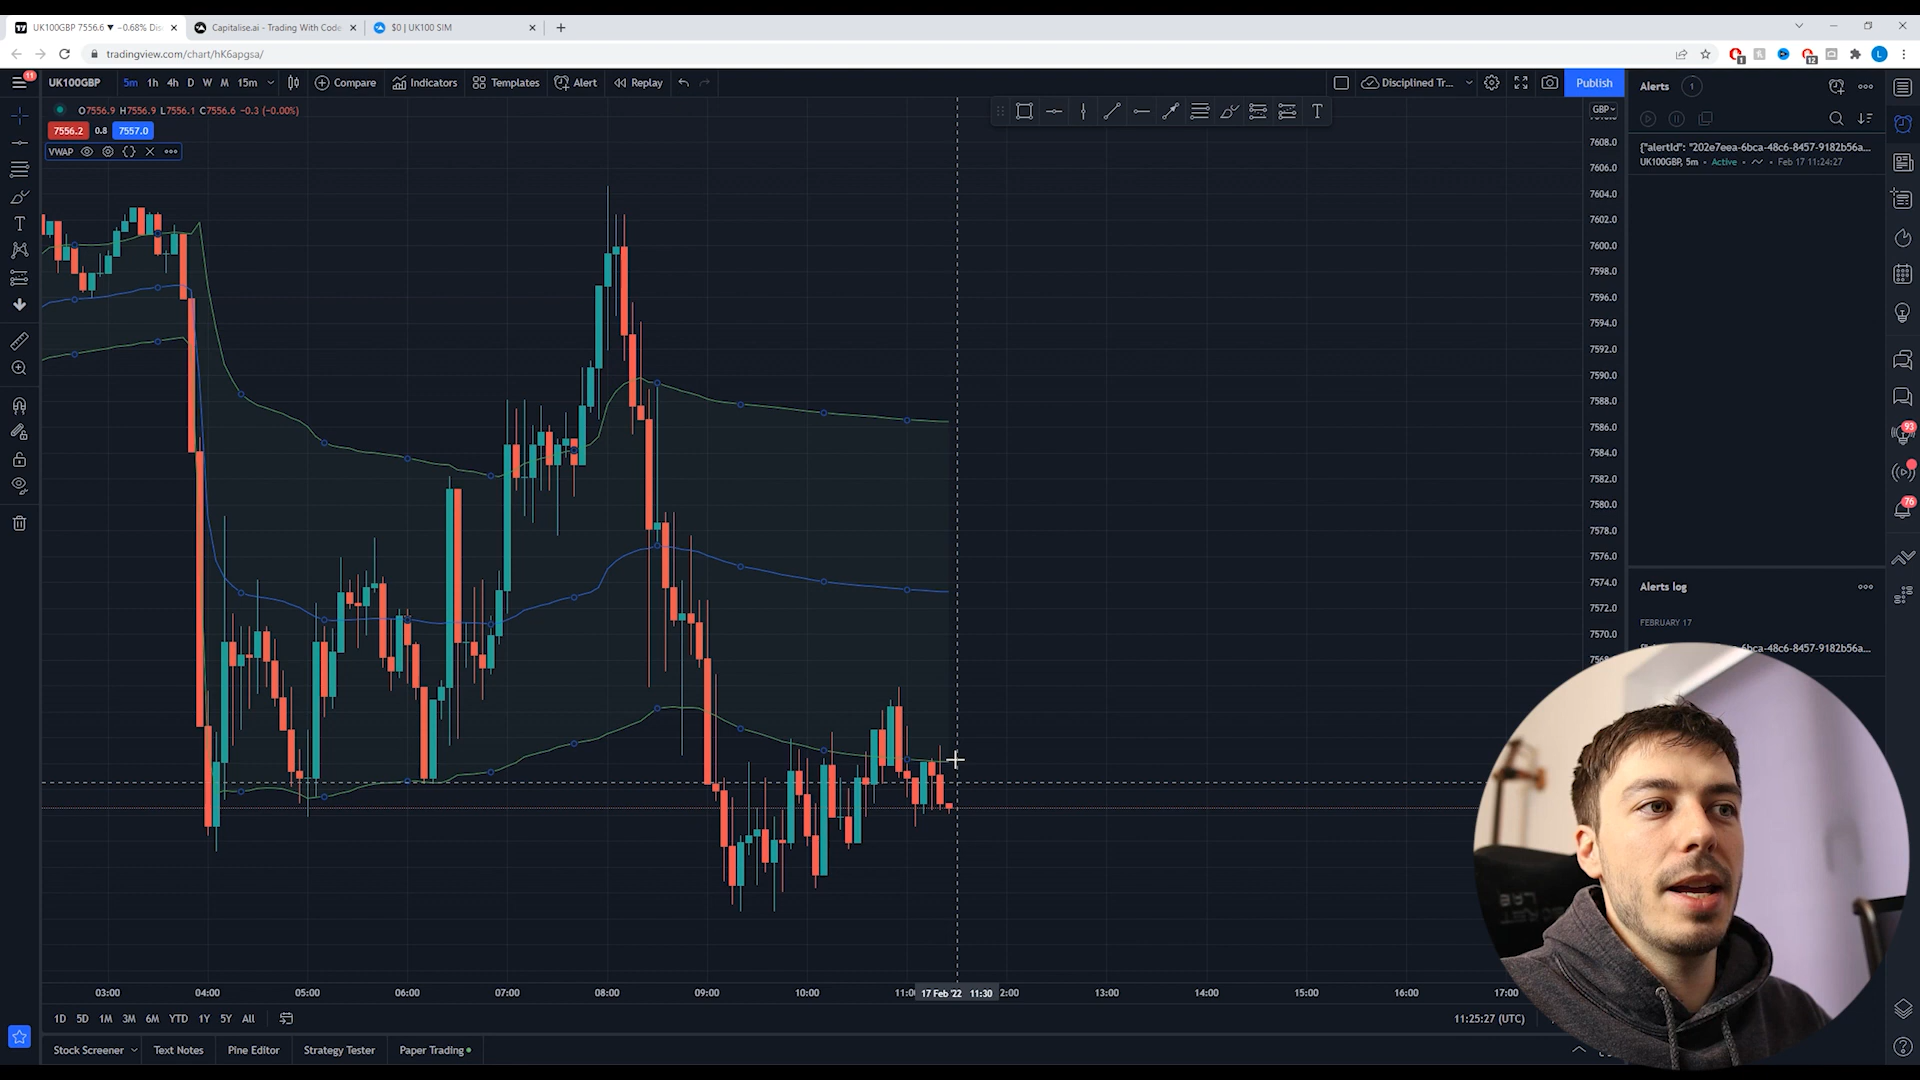 UK100GBP 7556.6 ▼ −0.68% Dis
Capitalise.ai - Trading With Code
$0 | UK100 SIM
tradingview.com/chart/hK6apgsa/
1
12
L
11
UK100GBP
5m 1h 4h D W M 15m
Compare
Indicators
Templates
Alert
Replay
Disciplined Tr...
Publish
Alerts
1
O7556.9 H7556.9 L7556.1 C7556.6 −0.3 (−0.00%)
GBP
7556.2 0.8 7557.0
VWAP
{"alertId": "202e7eea-6bca-48c6-8457-9182b56a...
UK100GBP, 5m • Active • Feb 17 11:24:27
7608.0
7606.0
7604.0
7602.0
7600.0
7598.0
7596.0
7594.0
7592.0
7590.0
7588.0
7586.0
7584.0
7582.0
7580.0
7578.0
7576.0
7574.0
7572.0
7570.0
93
76
Alerts log
FEBRUARY 17
6bca-48c6-8457-9182b56a...
03:00 04:00 05:00 06:00 07:00 08:00 09:00 10:00 17 Feb '22 11:30 13:00 14:00 15:00 16:00 17:00
1D 5D 1M 3M 6M YTD 1Y 5Y All
11:25:27 (UTC)
Stock Screener
Text Notes
Pine Editor
Strategy Tester
Paper Trading